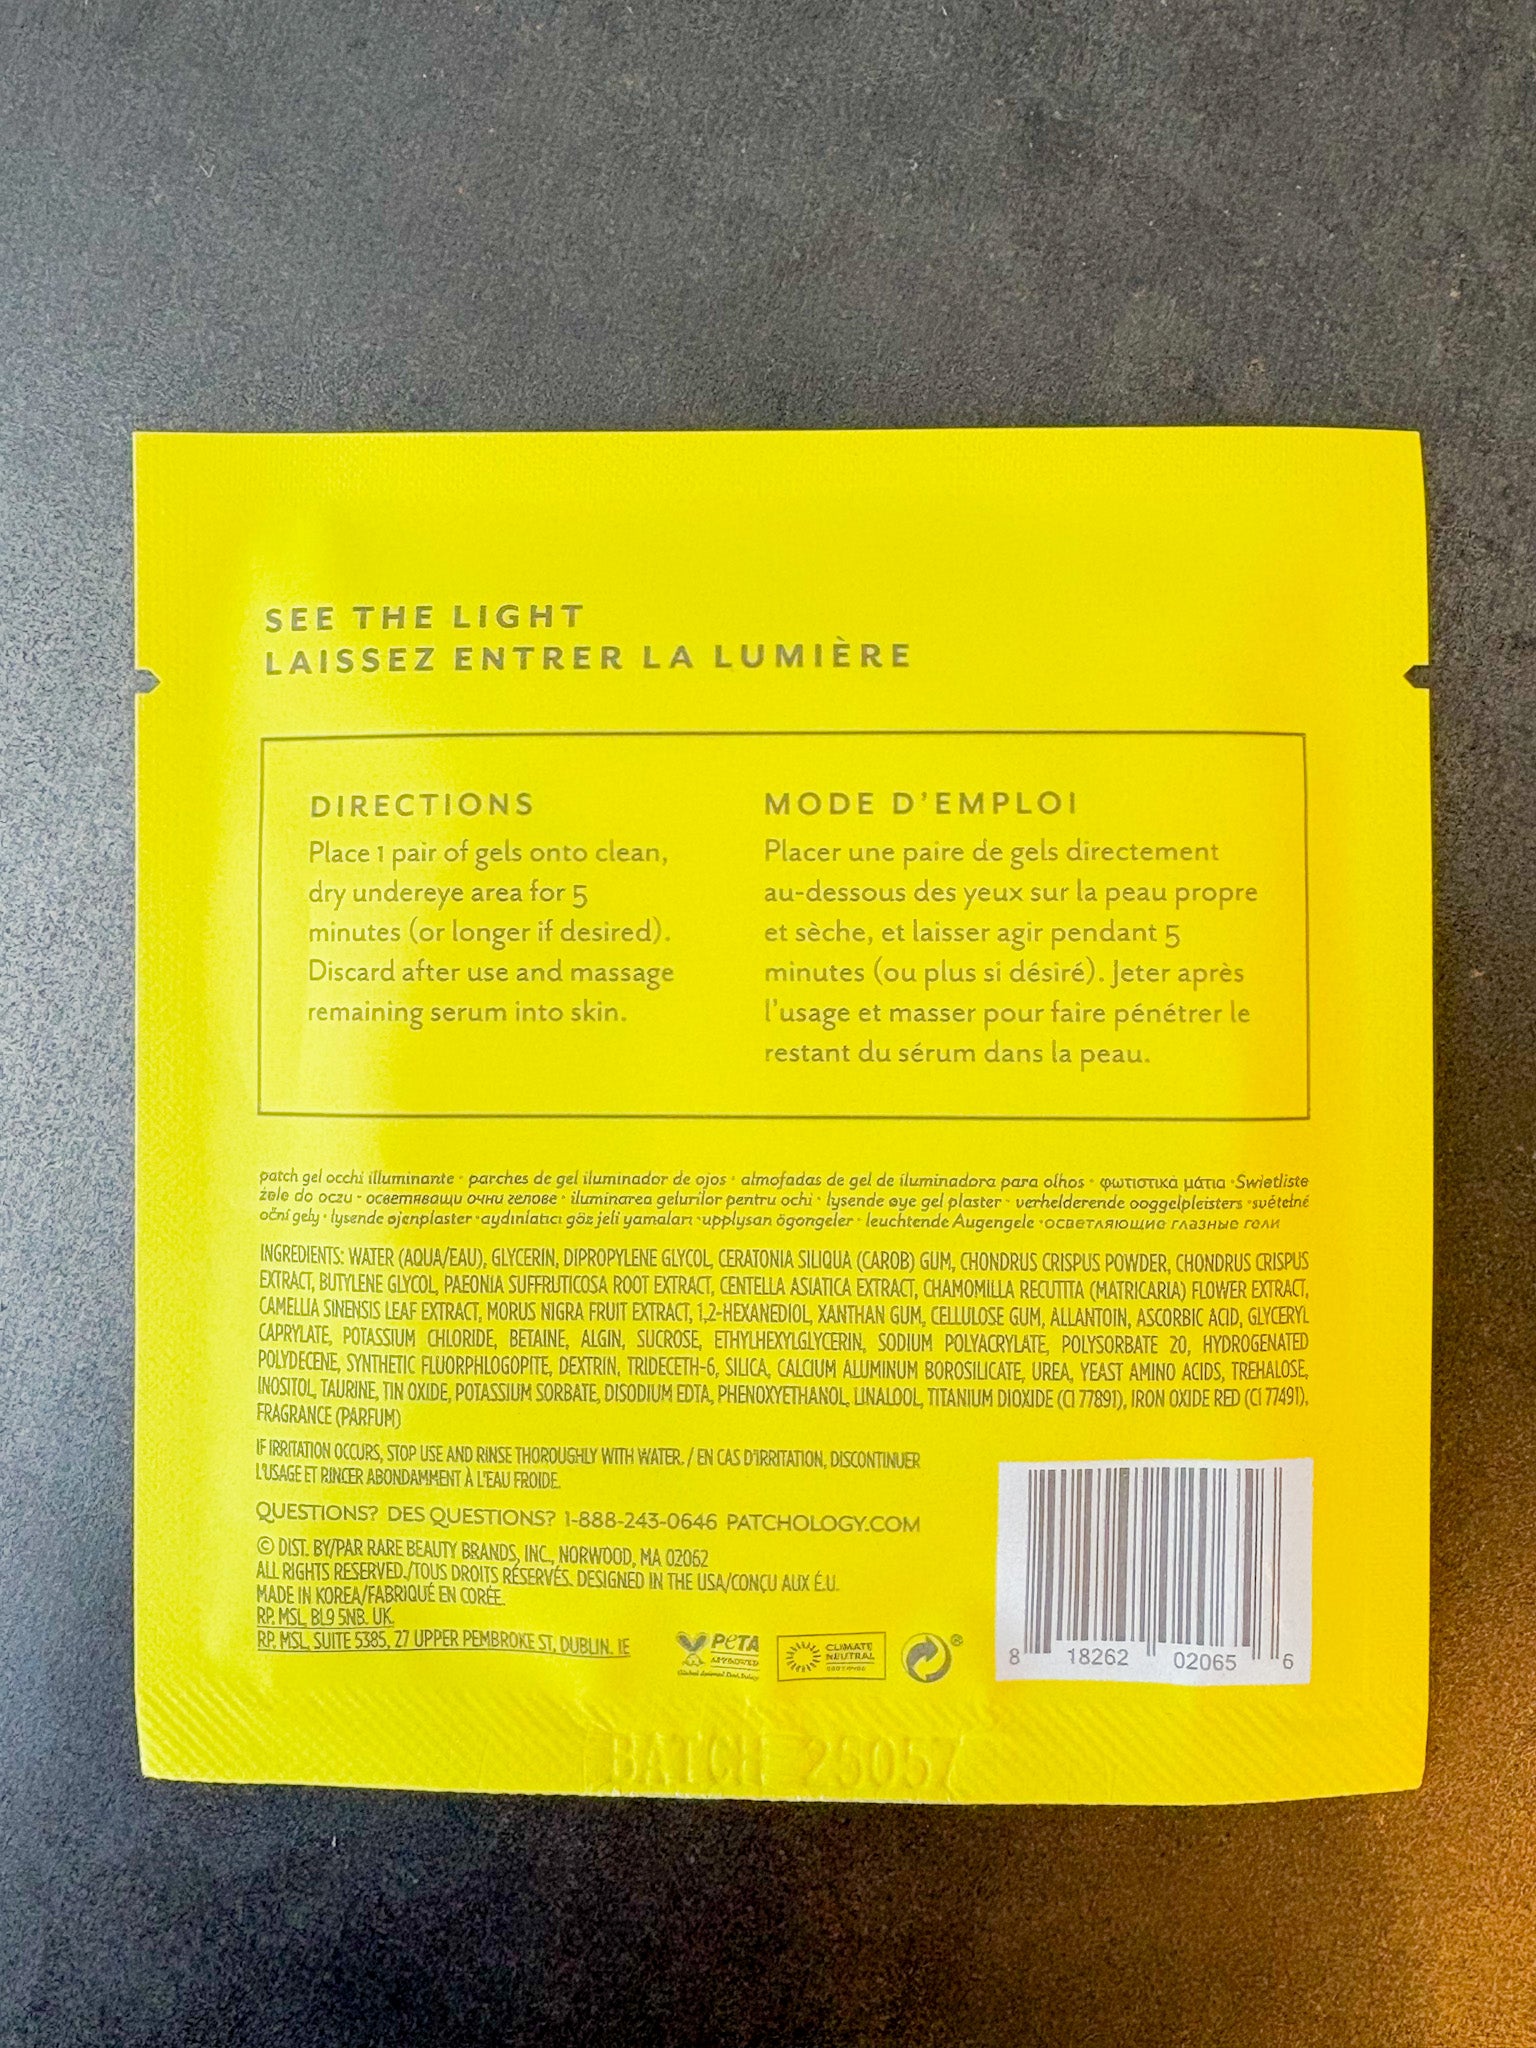 SEE THE LIGHT
LAISSEZ ENTRER LA LUMIÈRE
DIRECTIONS
Place 1 pair of gels onto clean,
dry undereye area for 5
minutes (or longer if desired).
Discard after use and massage
remaining serum into skin.
MODE D'EMPLOI
Placer une paire de gels directement
au-dessous des yeux sur la peau propre
et sèche, et laisser agir pendant 5
minutes (ou plus si désiré). Jeter après
l'usage et masser pour faire pénétrer le
restant du sérum dans la peau.
patch gel occhi illuminante · parches de gel iluminador de ojos · almofadas de gel de iluminadora para olhos · φωτιστικά μάτια · Świetliste
żele do oczu · осветяващи очни гелове · iluminarea gelurilor pentru ochi · lysende øye gel plaster · verhelderende ooggelpleisters · světelné
oční gely · lysende øjenplaster · aydınlatıcı göz jeli yamaları · upplysan ögongeler · leuchtende Augengele · осветляющие глазные гели
INGREDIENTS: WATER (AQUA/EAU), GLYCERIN, DIPROPYLENE GLYCOL, CERATONIA SILIQUA (CAROB) GUM, CHONDRUS CRISPUS POWDER, CHONDRUS CRISPUS
EXTRACT, BUTYLENE GLYCOL, PAEONIA SUFFRUTICOSA ROOT EXTRACT, CENTELLA ASIATICA EXTRACT, CHAMOMILLA RECUTITA (MATRICARIA) FLOWER EXTRACT,
CAMELLIA SINENSIS LEAF EXTRACT, MORUS NIGRA FRUIT EXTRACT, 1,2-HEXANEDIOL, XANTHAN GUM, CELLULOSE GUM, ALLANTOIN, ASCORBIC ACID, GLYCERYL
CAPRYLATE, POTASSIUM CHLORIDE, BETAINE, ALGIN, SUCROSE, ETHYLHEXYLGLYCERIN, SODIUM POLYACRYLATE, POLYSORBATE 20, HYDROGENATED
POLYDECENE, SYNTHETIC FLUORPHLOGOPITE, DEXTRIN, TRIDECETH-6, SILICA, CALCIUM ALUMINUM BOROSILICATE, UREA, YEAST AMINO ACIDS, TREHALOSE,
INOSITOL, TAURINE, TIN OXIDE, POTASSIUM SORBATE, DISODIUM EDTA, PHENOXYETHANOL, LINALOOL, TITANIUM DIOXIDE (CI 77891), IRON OXIDE RED (CI 77491),
FRAGRANCE (PARFUM)
IF IRRITATION OCCURS, STOP USE AND RINSE THOROUGHLY WITH WATER. / EN CAS D'IRRITATION, DISCONTINUER
L'USAGE ET RINCER ABONDAMMENT À L'EAU FROIDE.
QUESTIONS? DES QUESTIONS? 1-888-243-0646 PATCHOLOGY.COM
© DIST. BY/PAR RARE BEAUTY BRANDS, INC., NORWOOD, MA 02062
ALL RIGHTS RESERVED./TOUS DROITS RÉSERVÉS. DESIGNED IN THE USA/CONÇU AUX É.U.
MADE IN KOREA/FABRIQUÉ EN CORÉE.
RP. MSL, BL9 5NB. UK.
RP. MSL, SUITE 5385, 27 UPPER PEMBROKE ST, DUBLIN. IE
PETA
APPROVED
CLIMATE
NEUTRAL
CERTIFIED
®
8 18262 02065 6
BATCH 25057